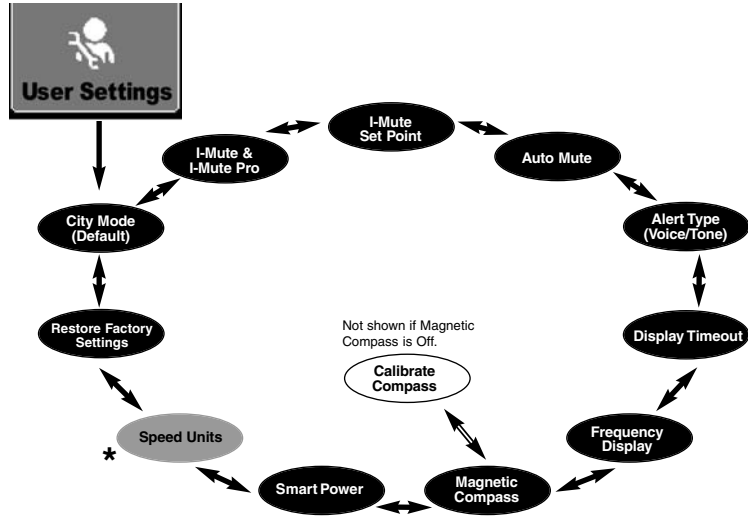 User Settings
I-Mute
Set Point
I-Mute &
I-Mute Pro
Auto Mute
City Mode
(Default)
Alert Type
(Voice/Tone)
Restore Factory
Settings
Not shown if Magnetic
Compass is Off.
Display Timeout
Calibrate
Compass
* Speed Units
Frequency
Display
Smart Power
Magnetic
Compass